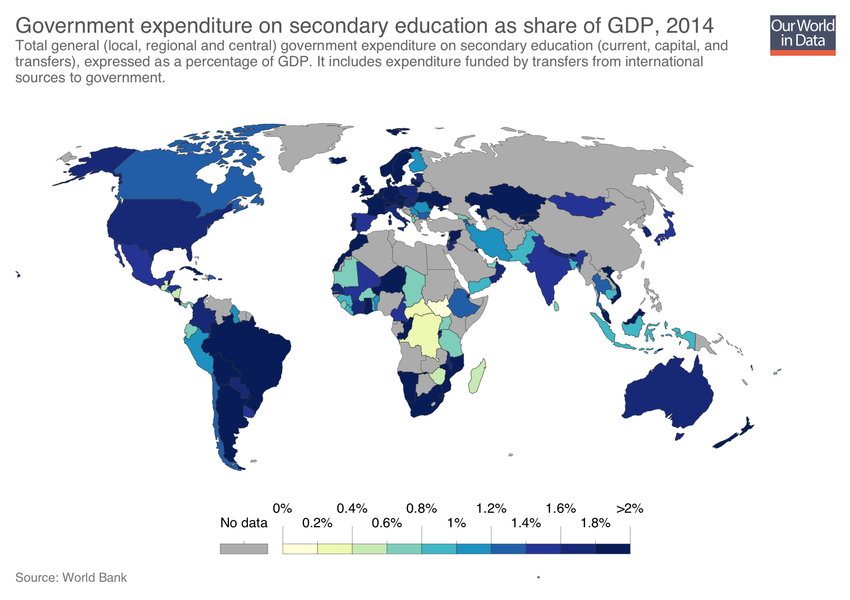 Government expenditure on secondary education as share of GDP, 2014
Our World
in Data
Total general (local, regional and central) government expenditure on secondary education (current, capital, and
transfers), expressed as a percentage of GDP. It includes expenditure funded by transfers from international
sources to government.
0% 0.4% 0.8% 1.2% 1.6% >2%
No data 0.2% 0.6% 1% 1.4% 1.8%
Source: World Bank